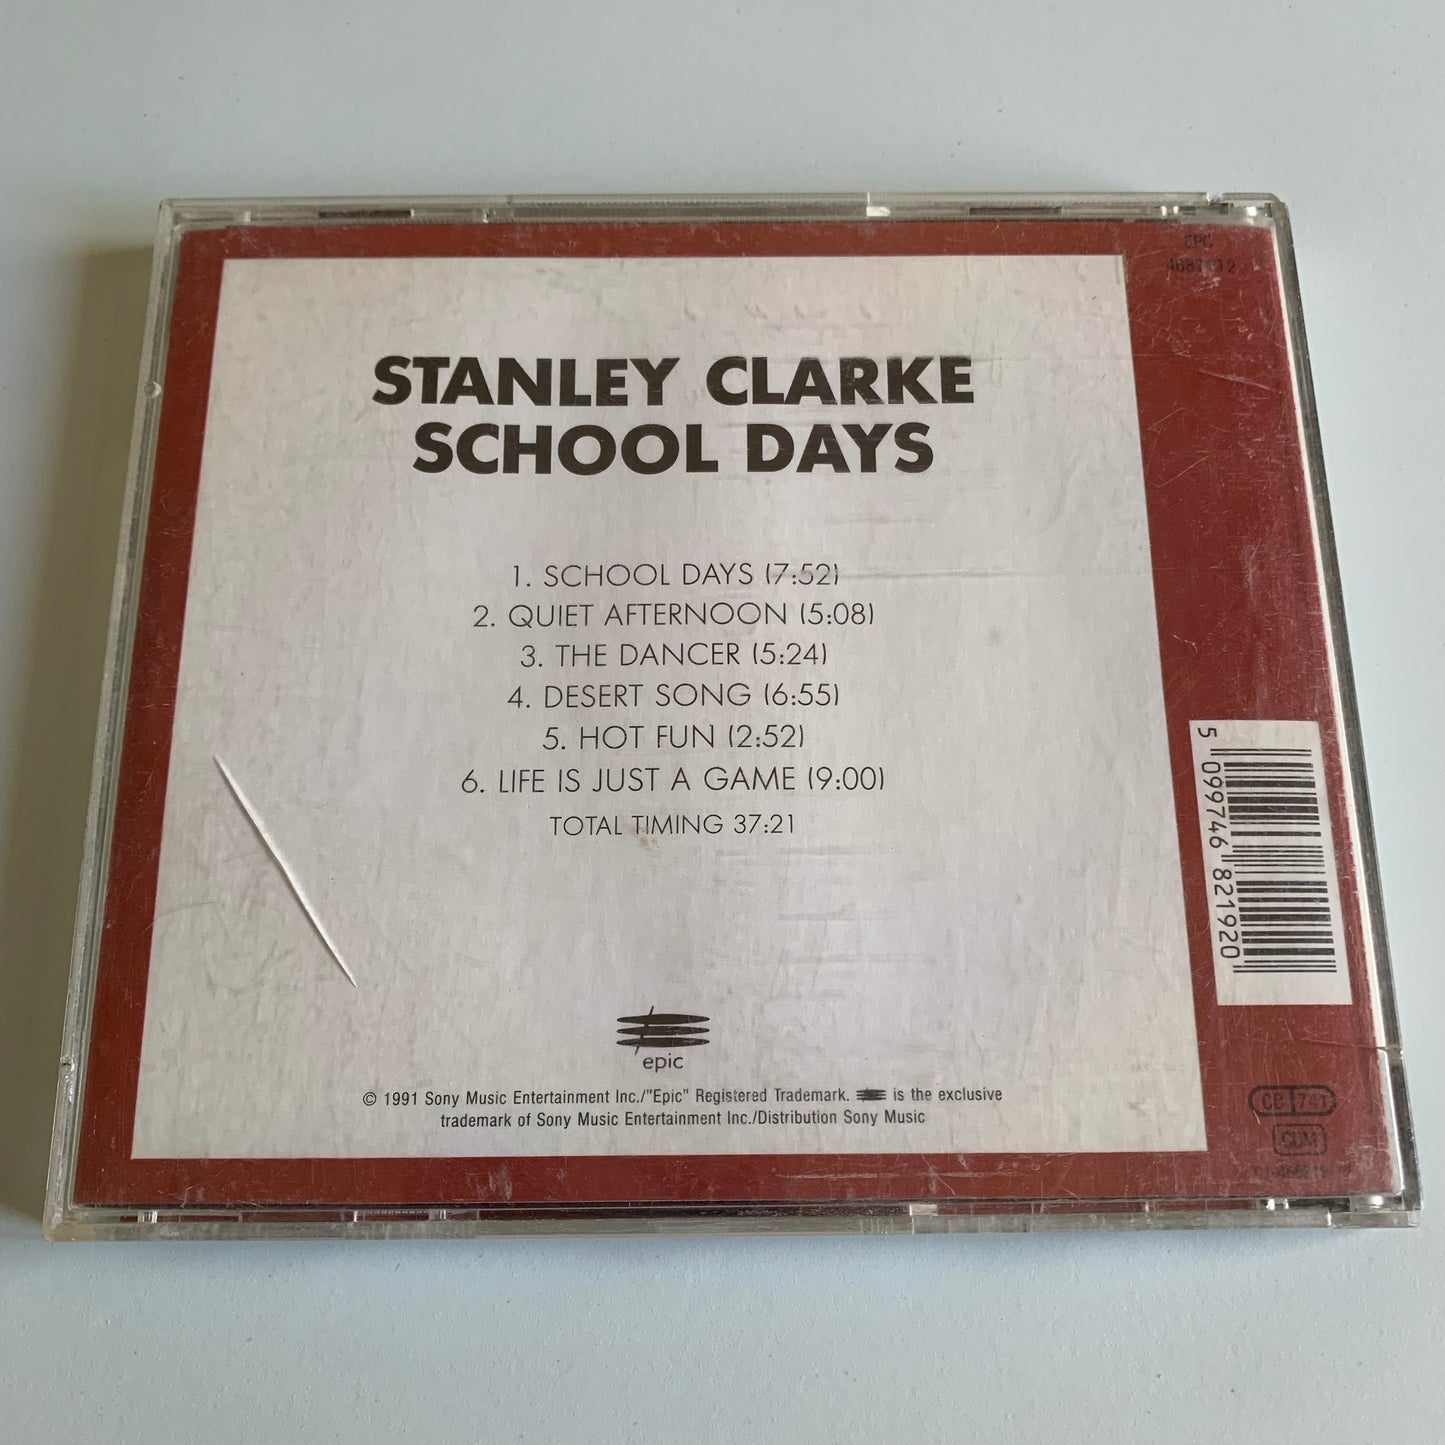 EPC
468219 2
STANLEY CLARKE
SCHOOL DAYS
1. SCHOOL DAYS (7:52)
2. QUIET AFTERNOON (5:08)
3. THE DANCER (5:24)
4. DESERT SONG (6:55)
5. HOT FUN (2:52)
6. LIFE IS JUST A GAME (9:00)
TOTAL TIMING 37:21
5 099746 821920
epic
© 1991 Sony Music Entertainment Inc./"Epic" Registered Trademark. is the exclusive
trademark of Sony Music Entertainment Inc./Distribution Sony Music
CB 741
CDM